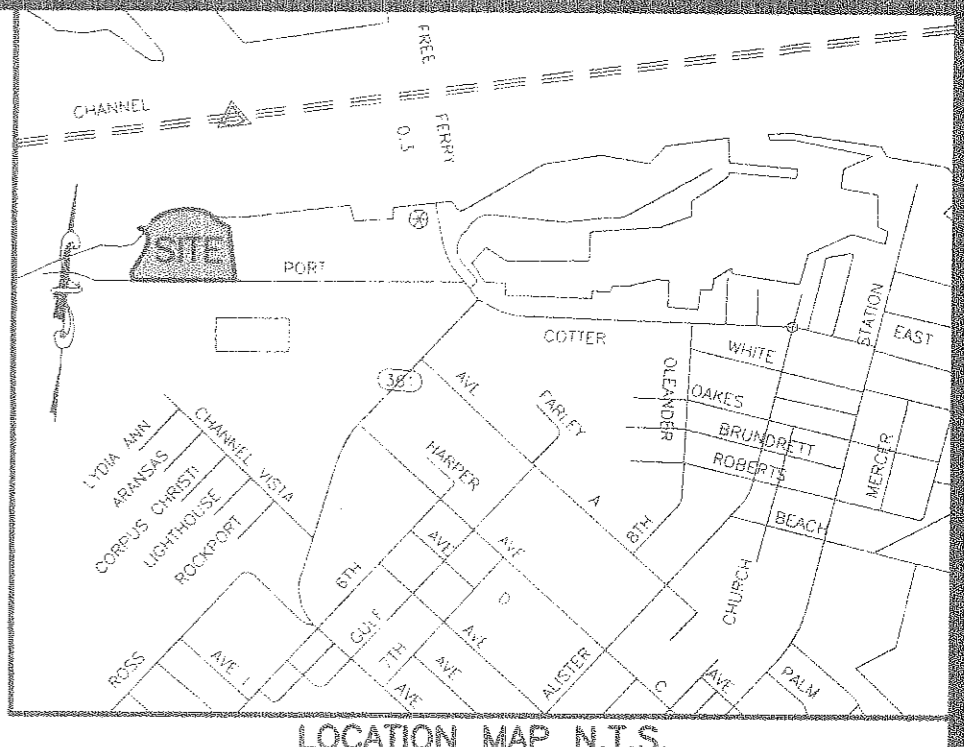 FREE
CHANNEL
FERRY
0.3
SITE
PORT
STATION
COTTER
EAST
WHITE
OLEANDER
361
AVE
OAKES
FARLEY
CHANNEL VISTA
LYDIA ANN
BRUNDRETT
HARPER
ARANSAS
ROBERTS
MERCER
CORPUS CHRISTI
LIGHTHOUSE
A
BEACH
ROCKPORT
8TH
AVE
AVE
6TH
CHURCH
D
GULF
AVE
7TH
ROSS
AVE
AVE
ALISTER
C
AVE
PALM
AVE
LOCATION MAP N.T.S.